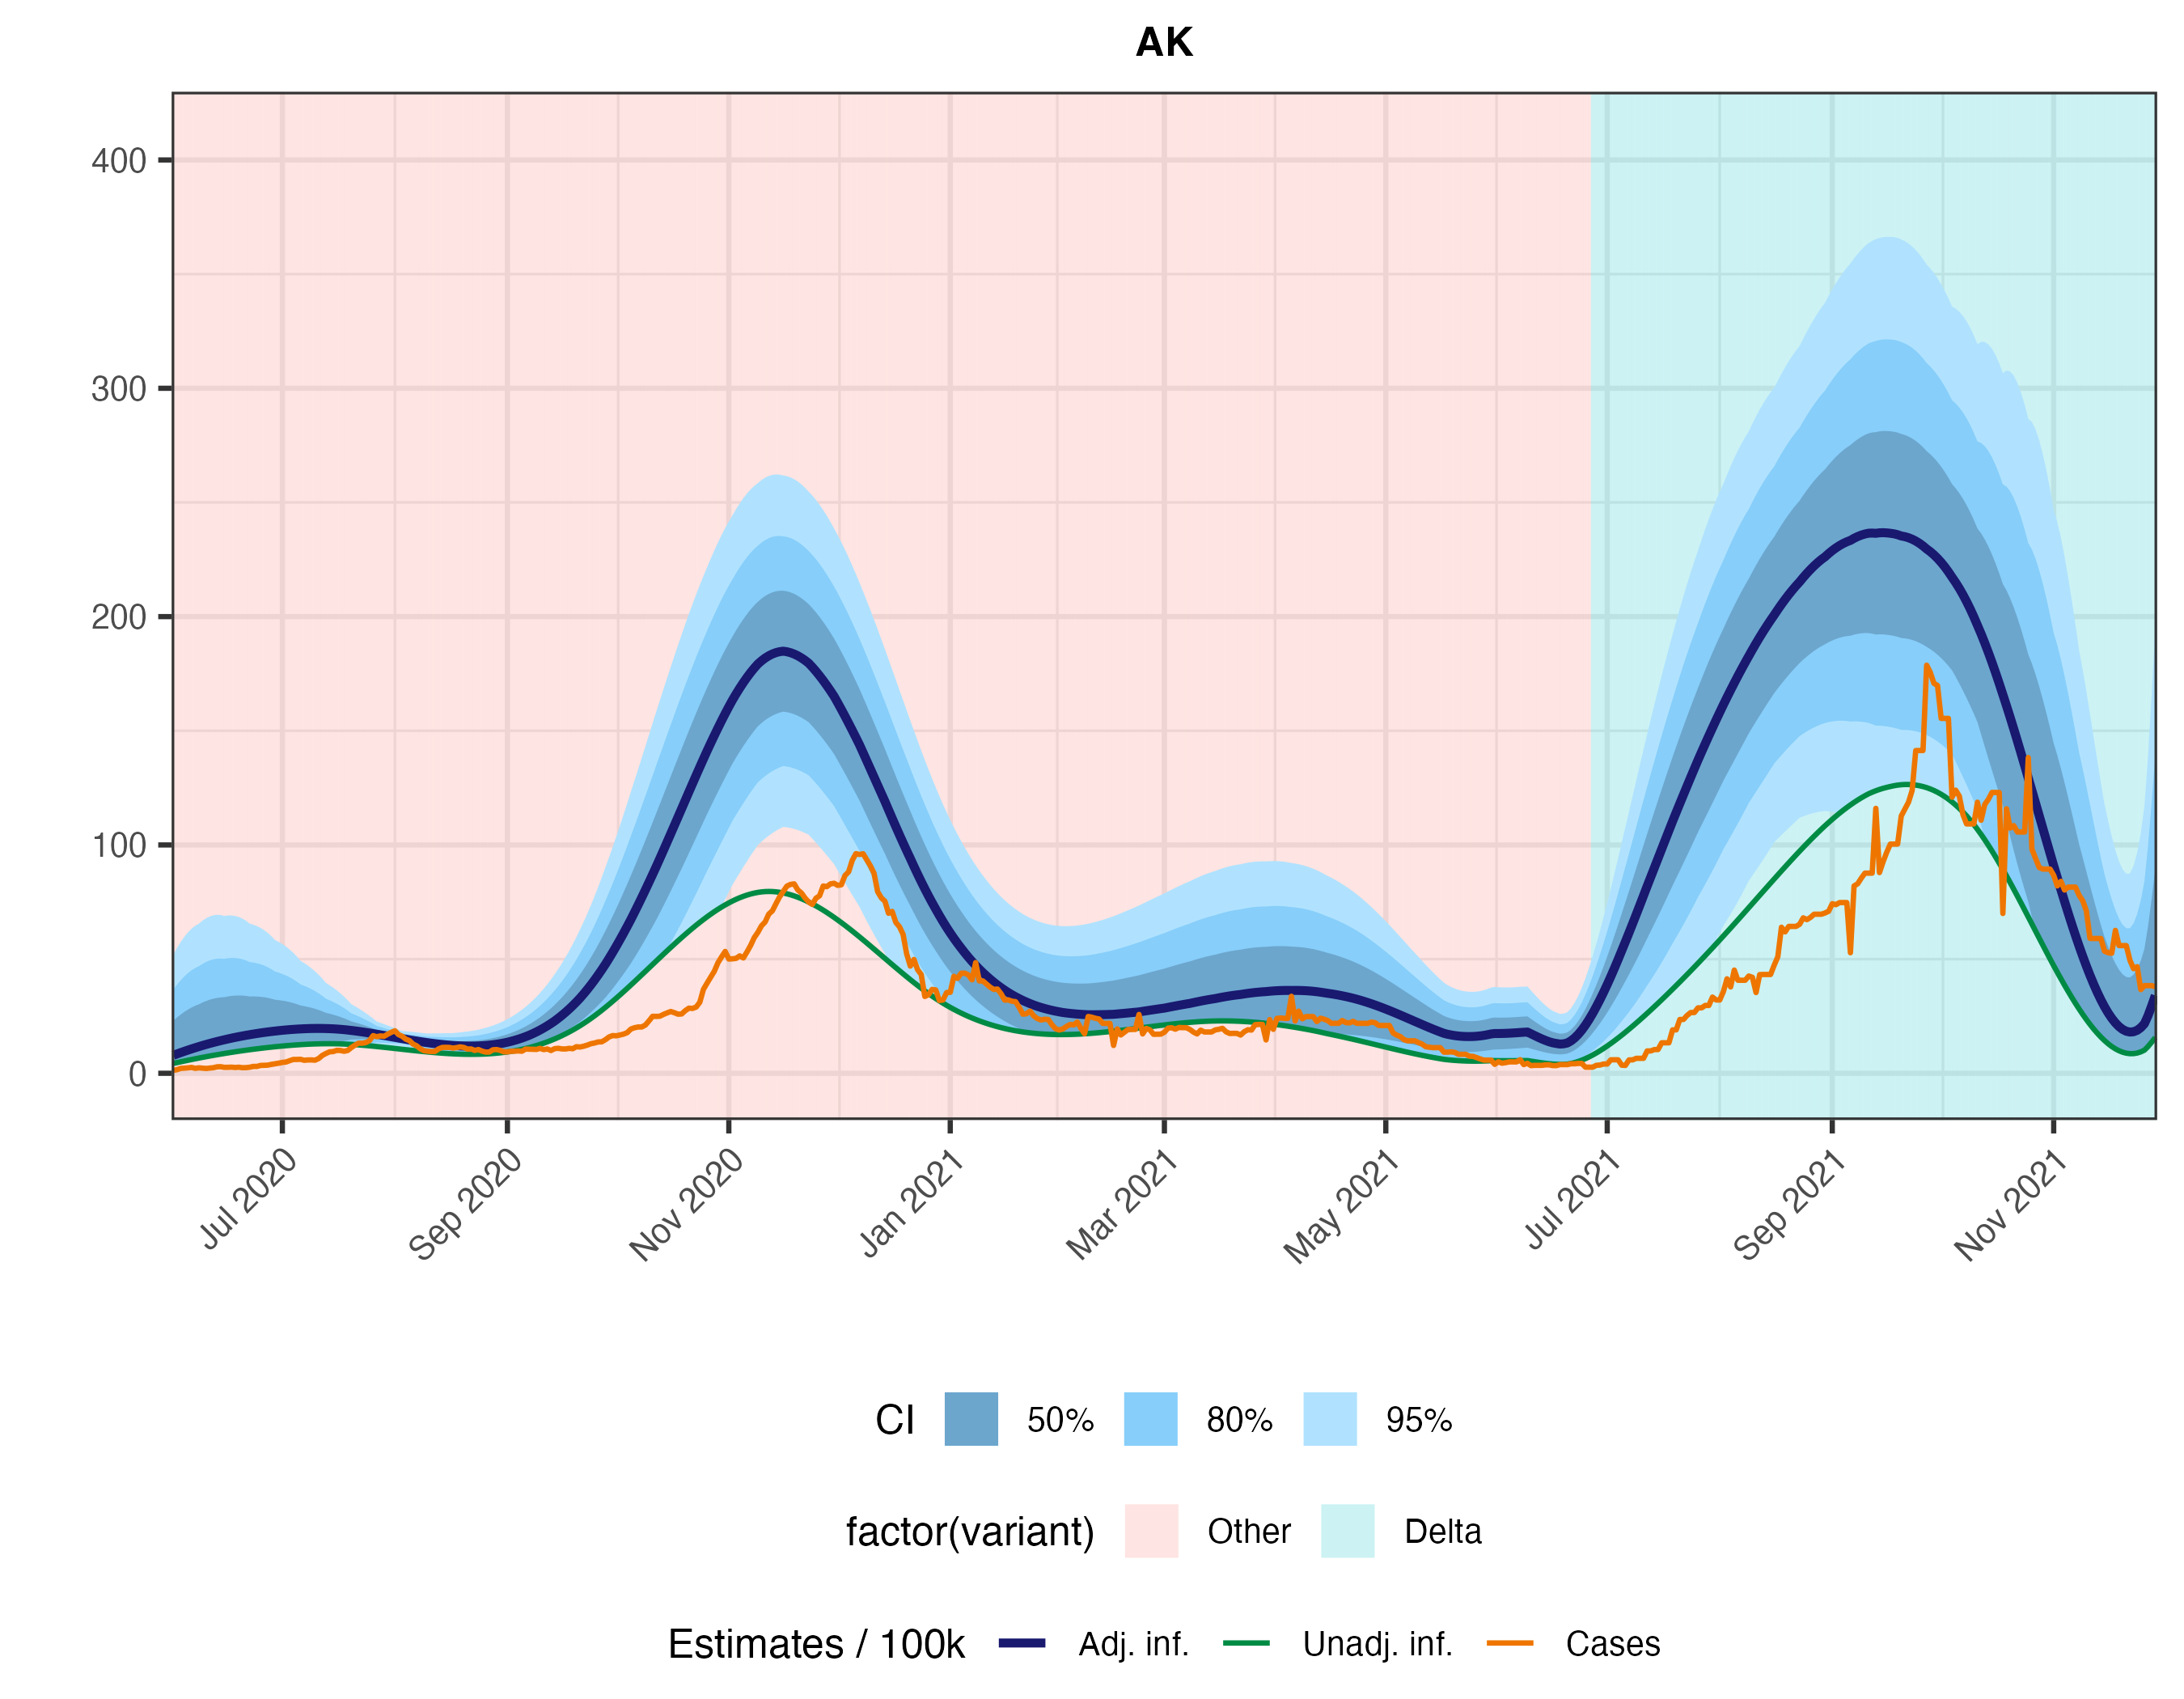 AK
400
300
200
100
0
Jul 2020
Sep 2020
Nov 2020
Jan 2021
Mar 2021
May 2021
Jul 2021
Sep 2021
Nov 2021
CI 50% 80% 95%
factor(variant) Other Delta
Estimates / 100k Adj. inf. Unadj. inf. Cases